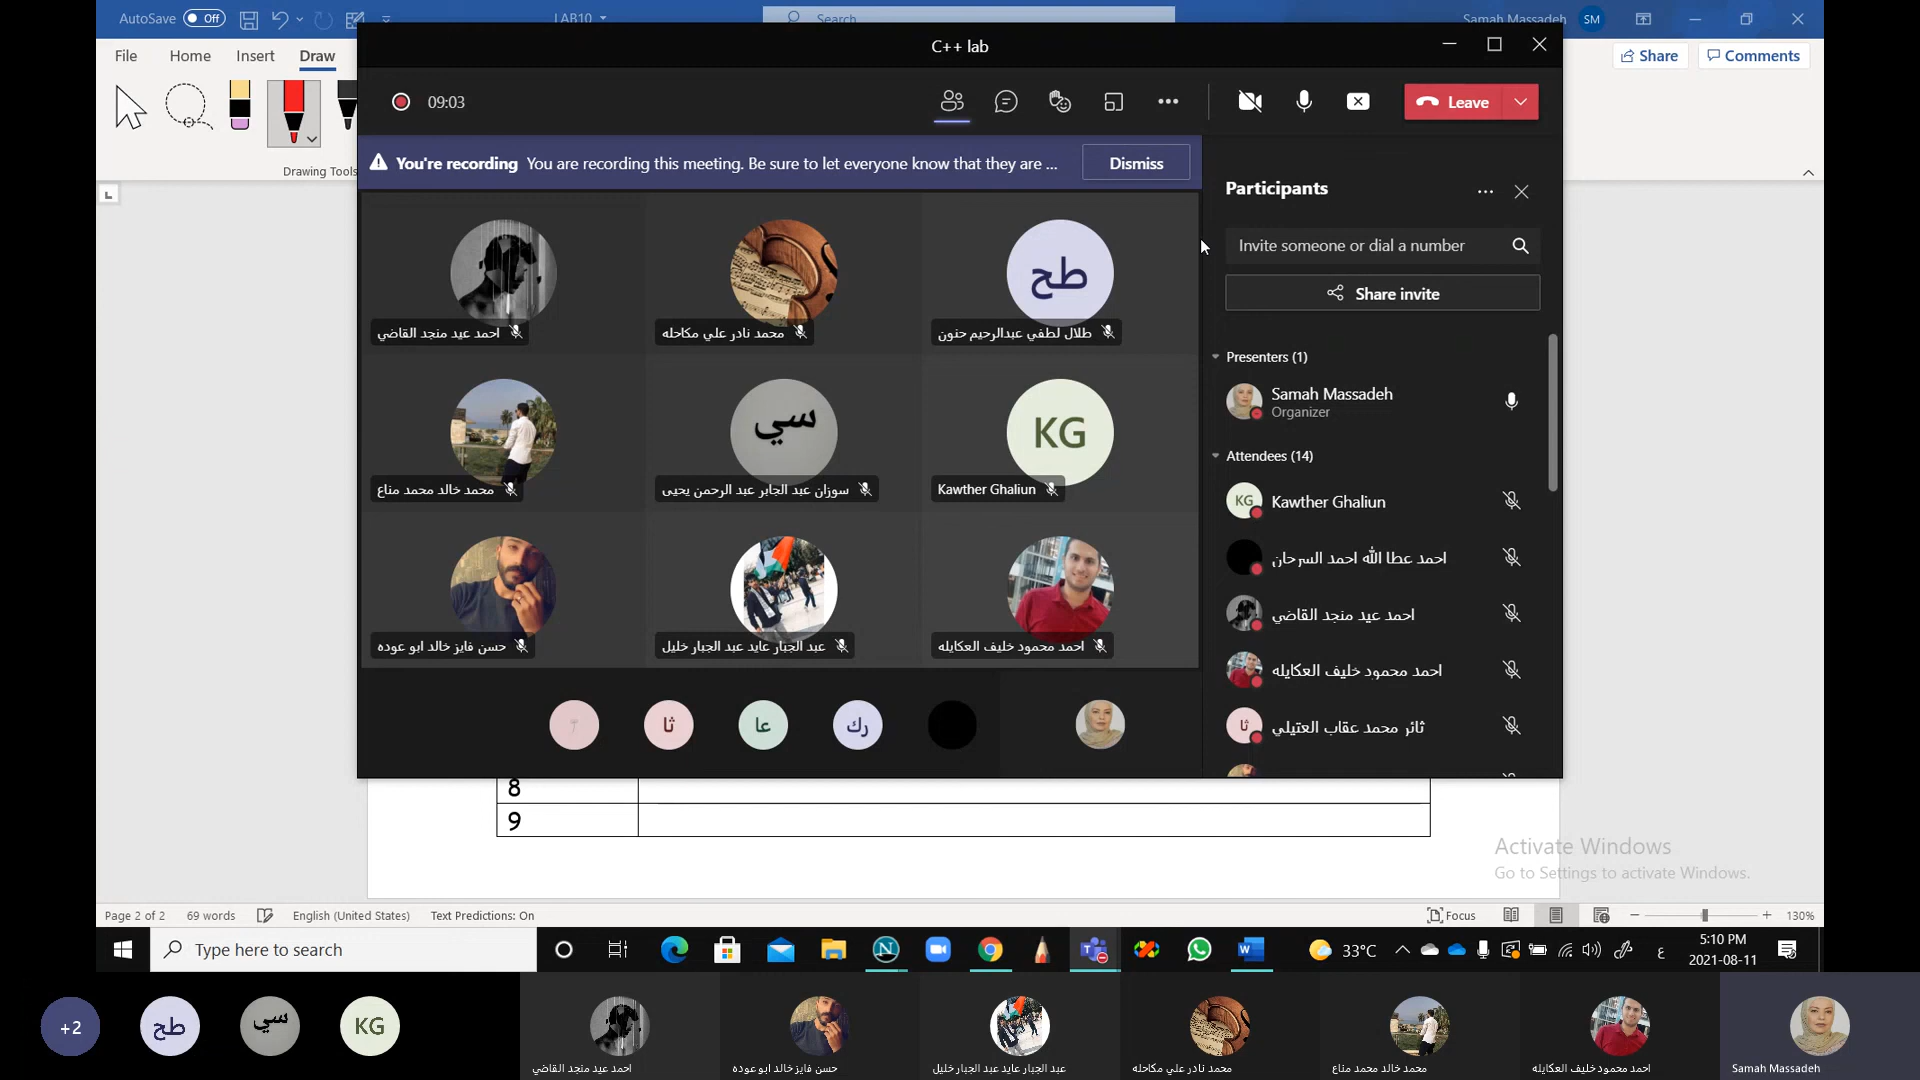 AutoSave Off LAB10 Search Samah Massadeh SM
File Home Insert Draw Share Comments
Drawing Tools
C++ lab
09:03 Leave
You're recording You are recording this meeting. Be sure to let everyone know that they are ... Dismiss
طح
احمد عيد منجد القاضي
محمد نادر علي مكاحله
طلال لطفي عبدالرحيم حنون
سي
KG
محمد خالد محمد مناع
سوزان عبد الجابر عبد الرحمن يحيى
Kawther Ghaliun
حسن فايز خالد ابو عوده
عبد الجبار عايد عبد الجبار خليل
احمد محمود خليف العكايله
ثا
عا
رك
Participants
Invite someone or dial a number
Share invite
Presenters (1)
Samah Massadeh
Organizer
Attendees (14)
KG Kawther Ghaliun
احمد عطا الله احمد السرحان
احمد عيد منجد القاضي
احمد محمود خليف العكايله
ثا ثائر محمد عقاب العتيلي
8
9
Activate Windows
Go to Settings to activate Windows.
Page 2 of 2 69 words English (United States) Text Predictions: On Focus 130%
Type here to search 33°C ع 5:10 PM
2021-08-11
+2 طح سي KG
احمد عيد منجد القاضي
حسن فايز خالد ابو عوده
عبد الجبار عايد عبد الجبار خليل
محمد نادر علي مكاحله
محمد خالد محمد مناع
احمد محمود خليف العكايله
Samah Massadeh